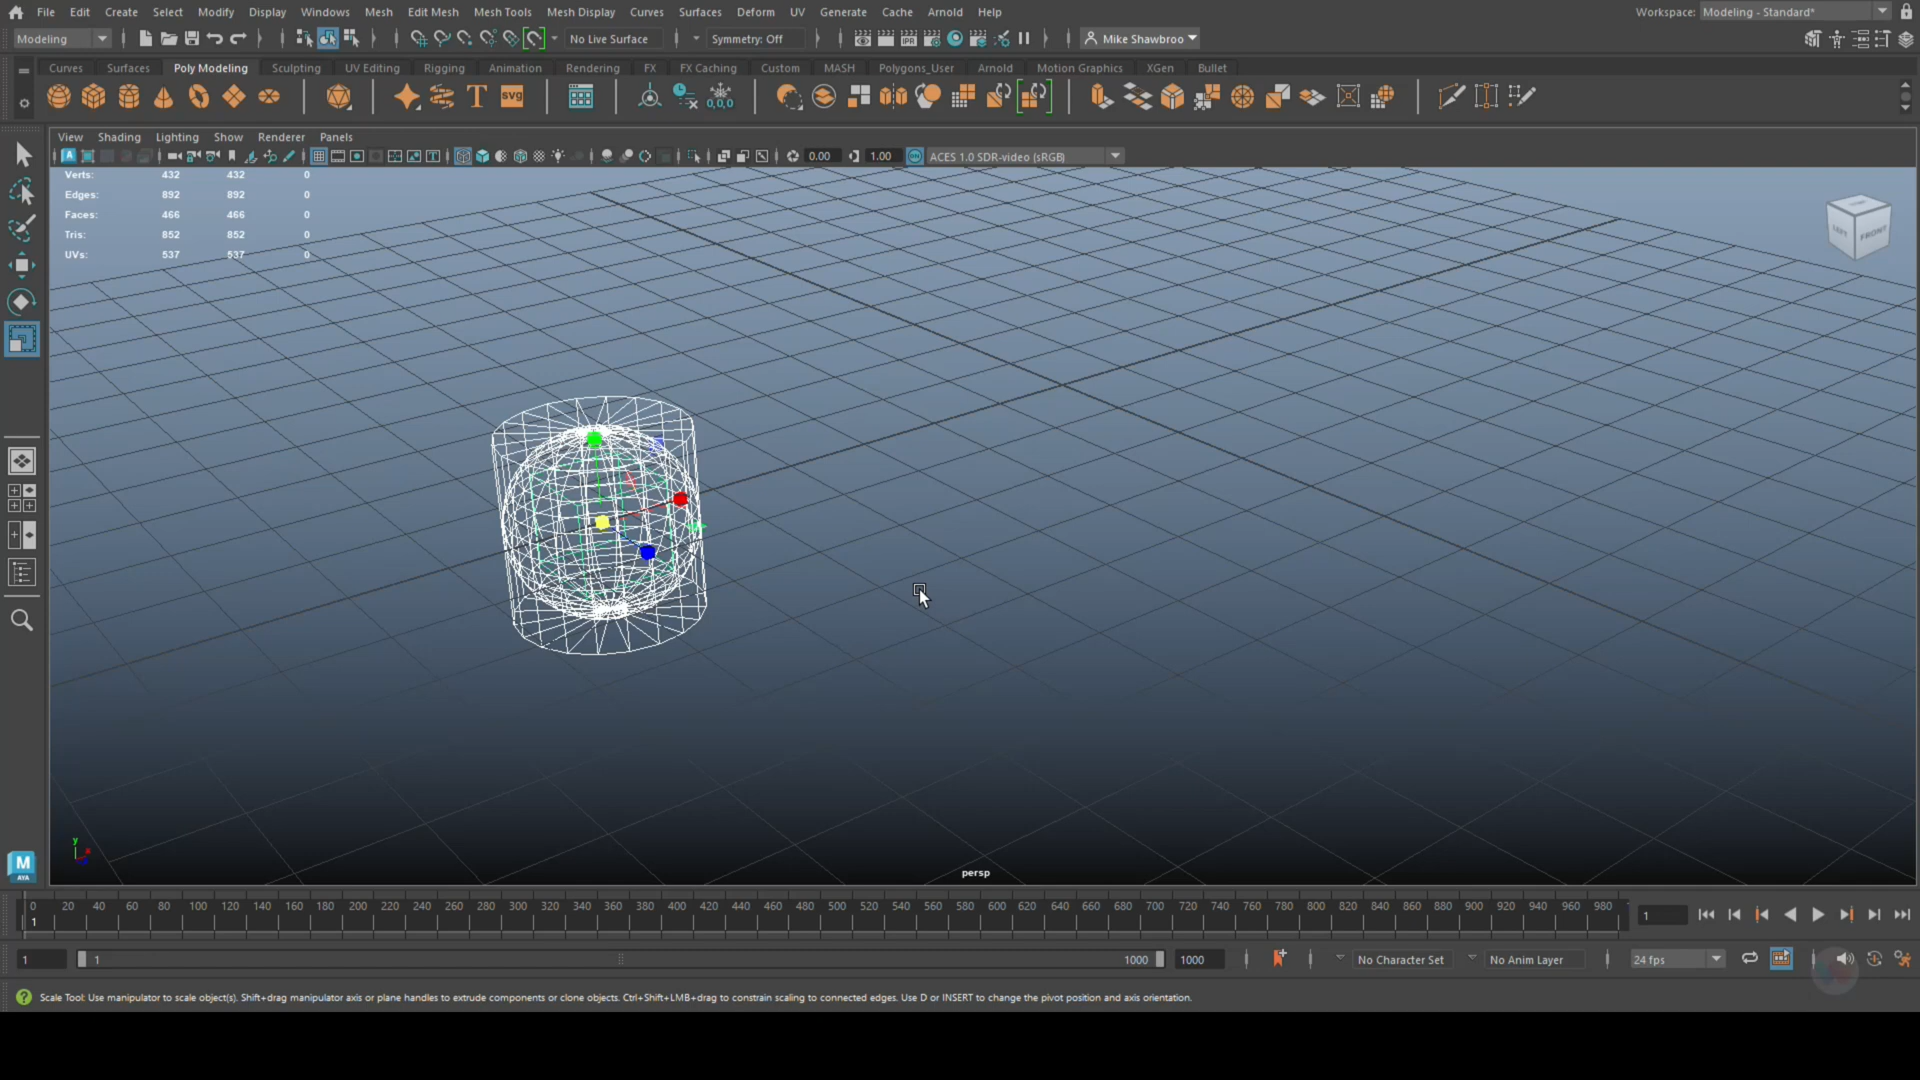 File Edit Create Select Modify Display Windows Mesh Edit Mesh Mesh Tools Mesh Display Curves Surfaces Deform UV Generate Cache Arnold Help Workspace: Modeling - Standard*
Modeling No Live Surface Symmetry: Off Mike Shawbroo
Curves Surfaces Poly Modeling Sculpting UV Editing Rigging Animation Rendering FX FX Caching Custom MASH Polygons_User Arnold Motion Graphics XGen Bullet
T SVG 0,0,0
View Shading Lighting Show Renderer Panels
0.00 1.00 ACES 1.0 SDR-video (sRGB)
Verts: 432 432 0
Edges: 892 892 0
Faces: 466 466 0
Tris: 852 852 0
UVs: 537 537 0
FRONT
y
M
AYA
persp
0 20 40 60 80 100 120 140 160 180 200 220 240 260 280 300 320 340 360 380 400 420 440 460 480 500 520 540 560 580 600 620 640 660 680 700 720 740 760 780 800 820 840 860 880 900 920 940 960 980
1 1
1 1 1000 1000 No Character Set No Anim Layer 24 fps
Scale Tool: Use manipulator to scale object(s). Shift+drag manipulator axis or plane handles to extrude components or clone objects. Ctrl+Shift+LMB+drag to constrain scaling to connected edges. Use D or INSERT to change the pivot position and axis orientation.